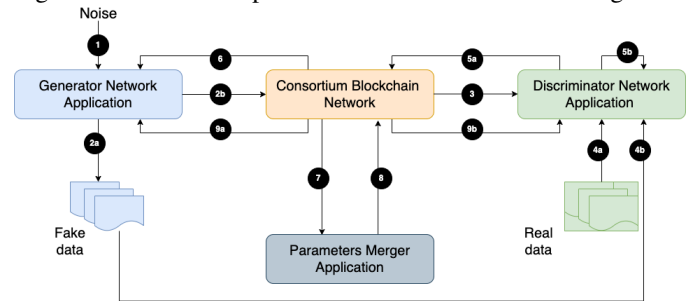 Noise
1
6
5a
5b
Generator Network
Application
2b
Consortium Blockchain
Network
3
Discriminator Network
Application
9a
9b
2a
4a
4b
7
8
Fake
data
Real
data
Parameters Merger
Application